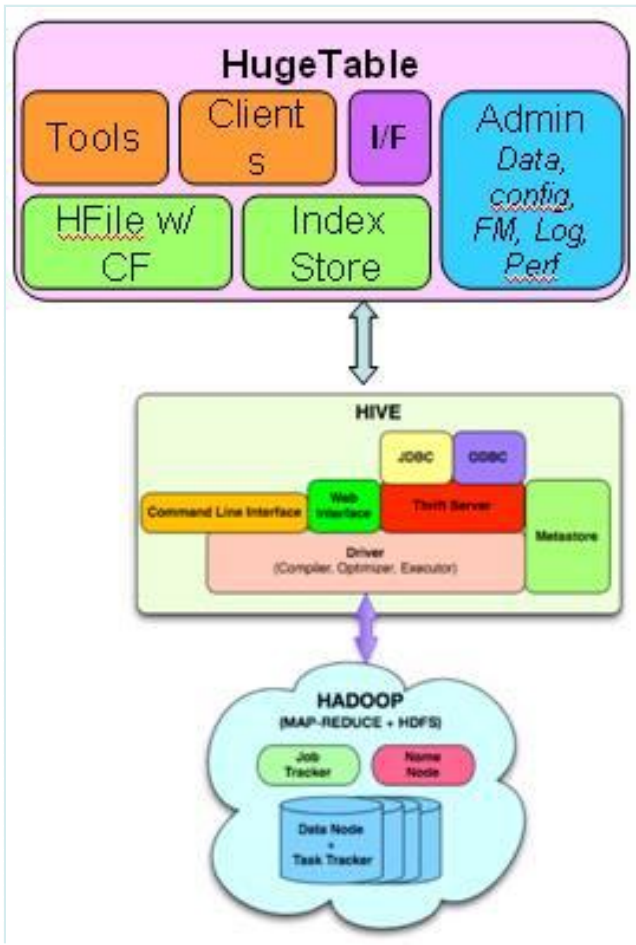 HugeTable
Tools
Client
s
I/F
Admin
Data,
config,
FM, Log,
Perf
HFile w/
CF
Index
Store
HIVE
JDBC
ODBC
Command Line Interface
Web
Interface
Thrift Server
Metastore
Driver
(Compiler, Optimizer, Executor)
HADOOP
(MAP-REDUCE + HDFS)
Job
Tracker
Name
Node
Data Node
+
Task Tracker